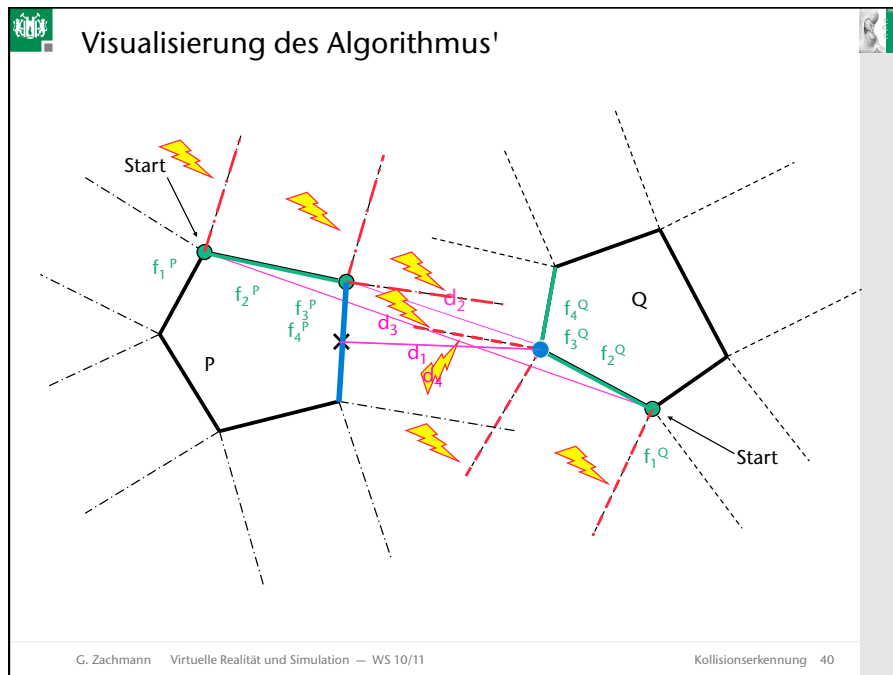 Visualisierung des Algorithmus'
Start
f₁ᴾ
f₂ᴾ
f₃ᴾ
f₄ᴾ
P
d₂
d₃
d₁
d₄
Q
f₄Q
f₃Q
f₂Q
f₁Q
Start
G. Zachmann Virtuelle Realität und Simulation — WS 10/11 Kollisionserkennung 40